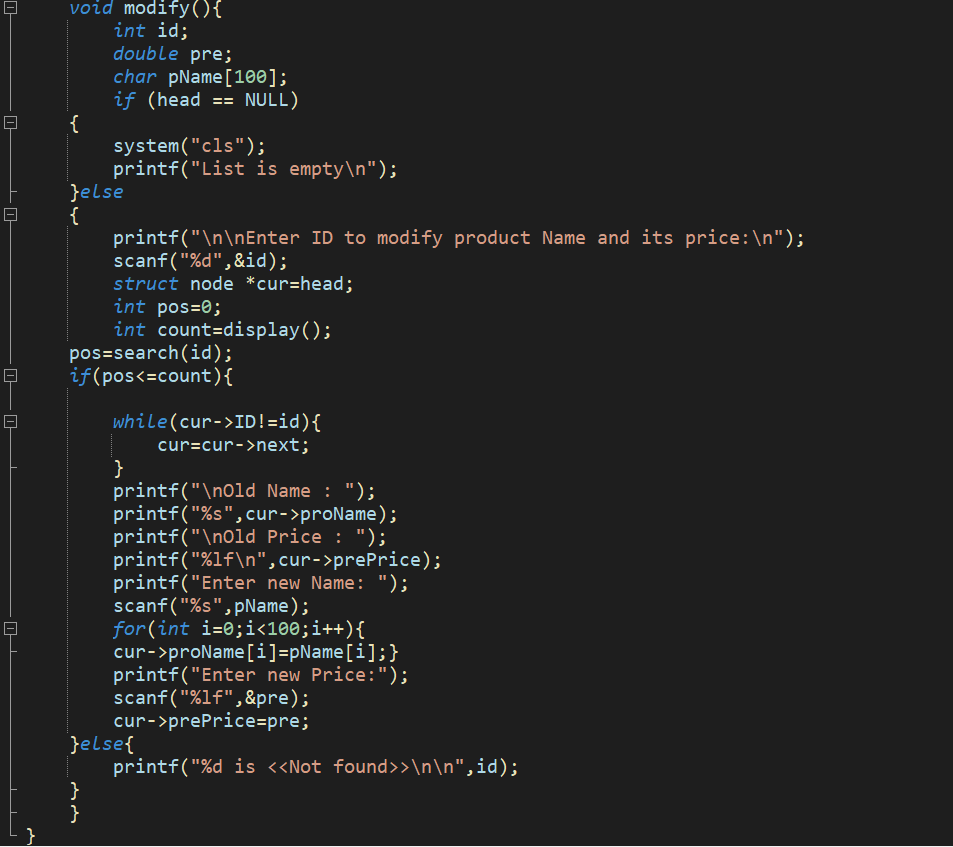 void modify(){
int id;
double pre;
char pName[100];
if (head == NULL)
{
system("cls");
printf("List is empty\n");
}else
{
printf("\n\nEnter ID to modify product Name and its price:\n");
scanf("%d",&id);
struct node *cur=head;
int pos=0;
int count=display();
pos=search(id);
if(pos<=count){
while(cur->ID!=id){
cur=cur->next;
}
printf("\nOld Name : ");
printf("%s",cur->proName);
printf("\nOld Price : ");
printf("%lf\n",cur->prePrice);
printf("Enter new Name: ");
scanf("%s",pName);
for(int i=0;i<100;i++){
cur->proName[i]=pName[i];}
printf("Enter new Price:");
scanf("%lf",&pre);
cur->prePrice=pre;
}else{
printf("%d is <<Not found>>\n\n",id);
}
}
}